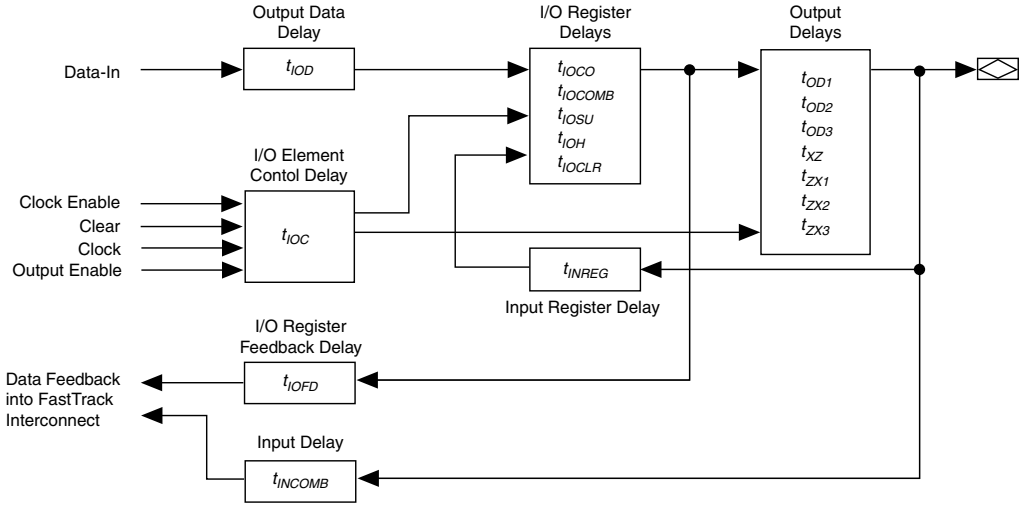 Output Data
Delay
I/O Register
Delays
Output
Delays
Data-In
tIOD
tIOCO
tIOCOMB
tIOSU
tIOH
tIOCLR
tOD1
tOD2
tOD3
tXZ
tZX1
tZX2
tZX3
I/O Element
Contol Delay
Clock Enable
Clear
Clock
Output Enable
tIOC
tINREG
Input Register Delay
I/O Register
Feedback Delay
Data Feedback
into FastTrack
Interconnect
tIOFD
Input Delay
tINCOMB